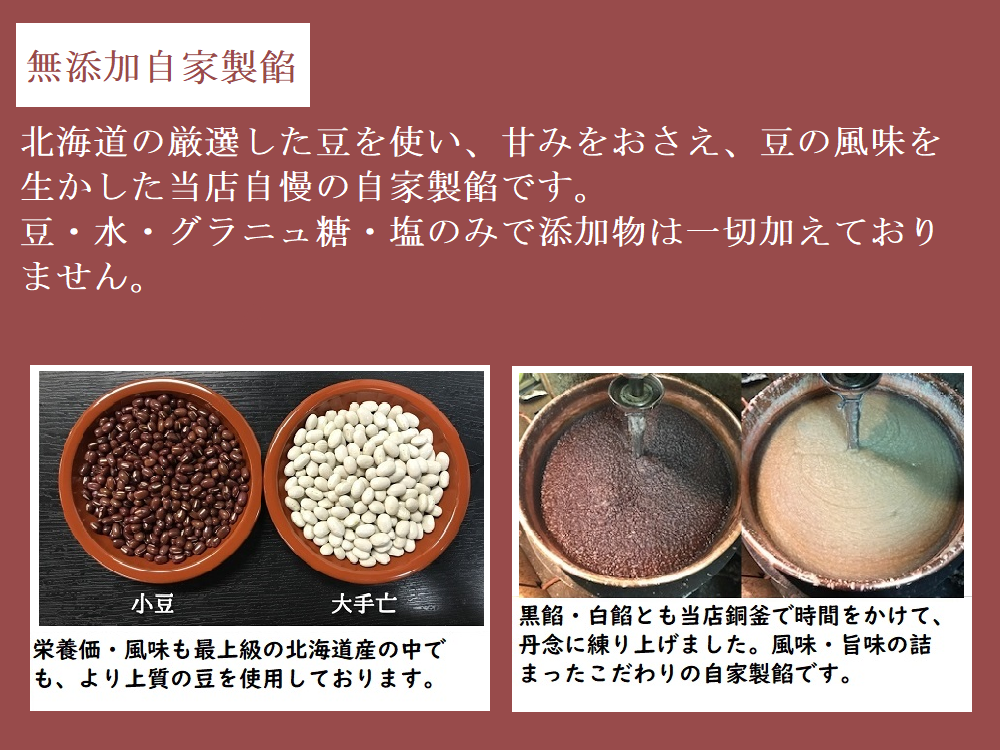 無添加自家製餡
北海道の厳選した豆を使い、甘みをおさえ、豆の風味を
生かした当店自慢の自家製餡です。
豆・水・グラニュ糖・塩のみで添加物は一切加えており
ません。
小豆
大手亡
栄養価・風味も最上級の北海道産の中で
も、より上質の豆を使用しております。
黒餡・白餡とも当店銅釜で時間をかけて、
丹念に練り上げました。風味・旨味の詰
まったこだわりの自家製餡です。